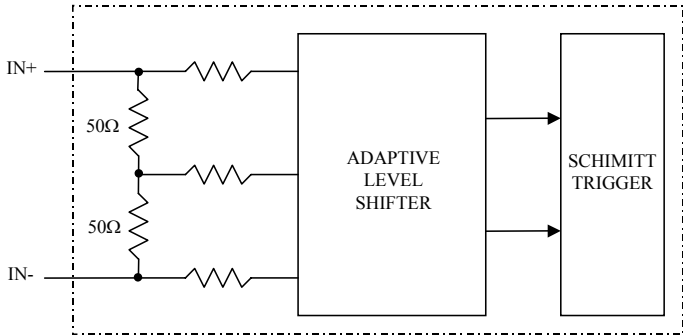 IN+
50Ω
50Ω
IN-
ADAPTIVE
LEVEL
SHIFTER
SCHIMITT
TRIGGER